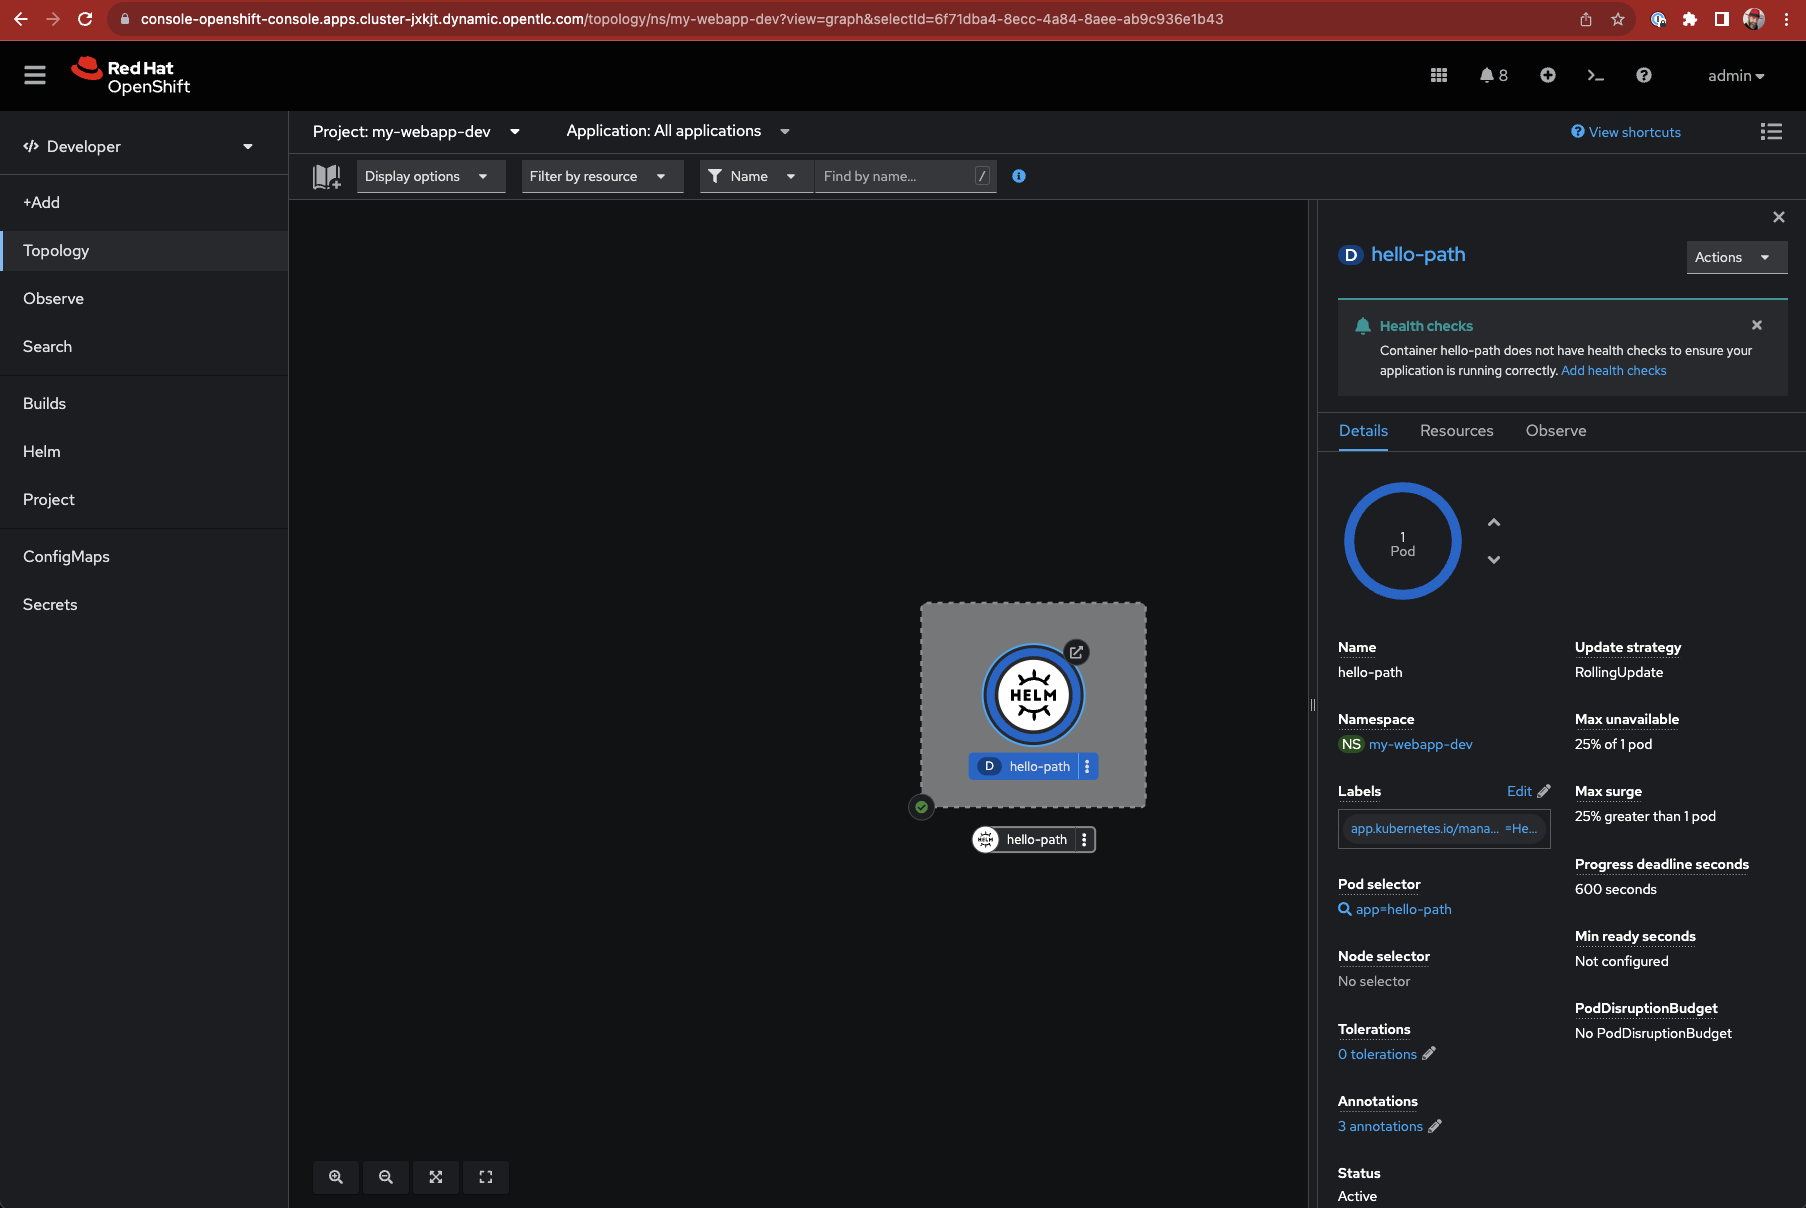 console-openshift-console.apps.cluster-jxkjt.dynamic.opentlc.com/topology/ns/my-webapp-dev?view=graph&selectId=6f71dba4-8ecc-4a84-8aee-ab9c936e1b43
Red Hat
OpenShift
8
admin
Developer
+Add
Topology
Observe
Search
Builds
Helm
Project
ConfigMaps
Secrets
Project: my-webapp-dev
Application: All applications
View shortcuts
Display options
Filter by resource
Name
Find by name...
/
HELM
D hello-path
HELM hello-path
D hello-path
Actions
Health checks
Container hello-path does not have health checks to ensure your
application is running correctly. Add health checks
Details
Resources
Observe
1
Pod
Name
hello-path
Namespace
NS my-webapp-dev
Labels
Edit
app.kubernetes.io/mana... =He...
Pod selector
app=hello-path
Node selector
No selector
Tolerations
0 tolerations
Annotations
3 annotations
Status
Active
Update strategy
RollingUpdate
Max unavailable
25% of 1 pod
Max surge
25% greater than 1 pod
Progress deadline seconds
600 seconds
Min ready seconds
Not configured
PodDisruptionBudget
No PodDisruptionBudget